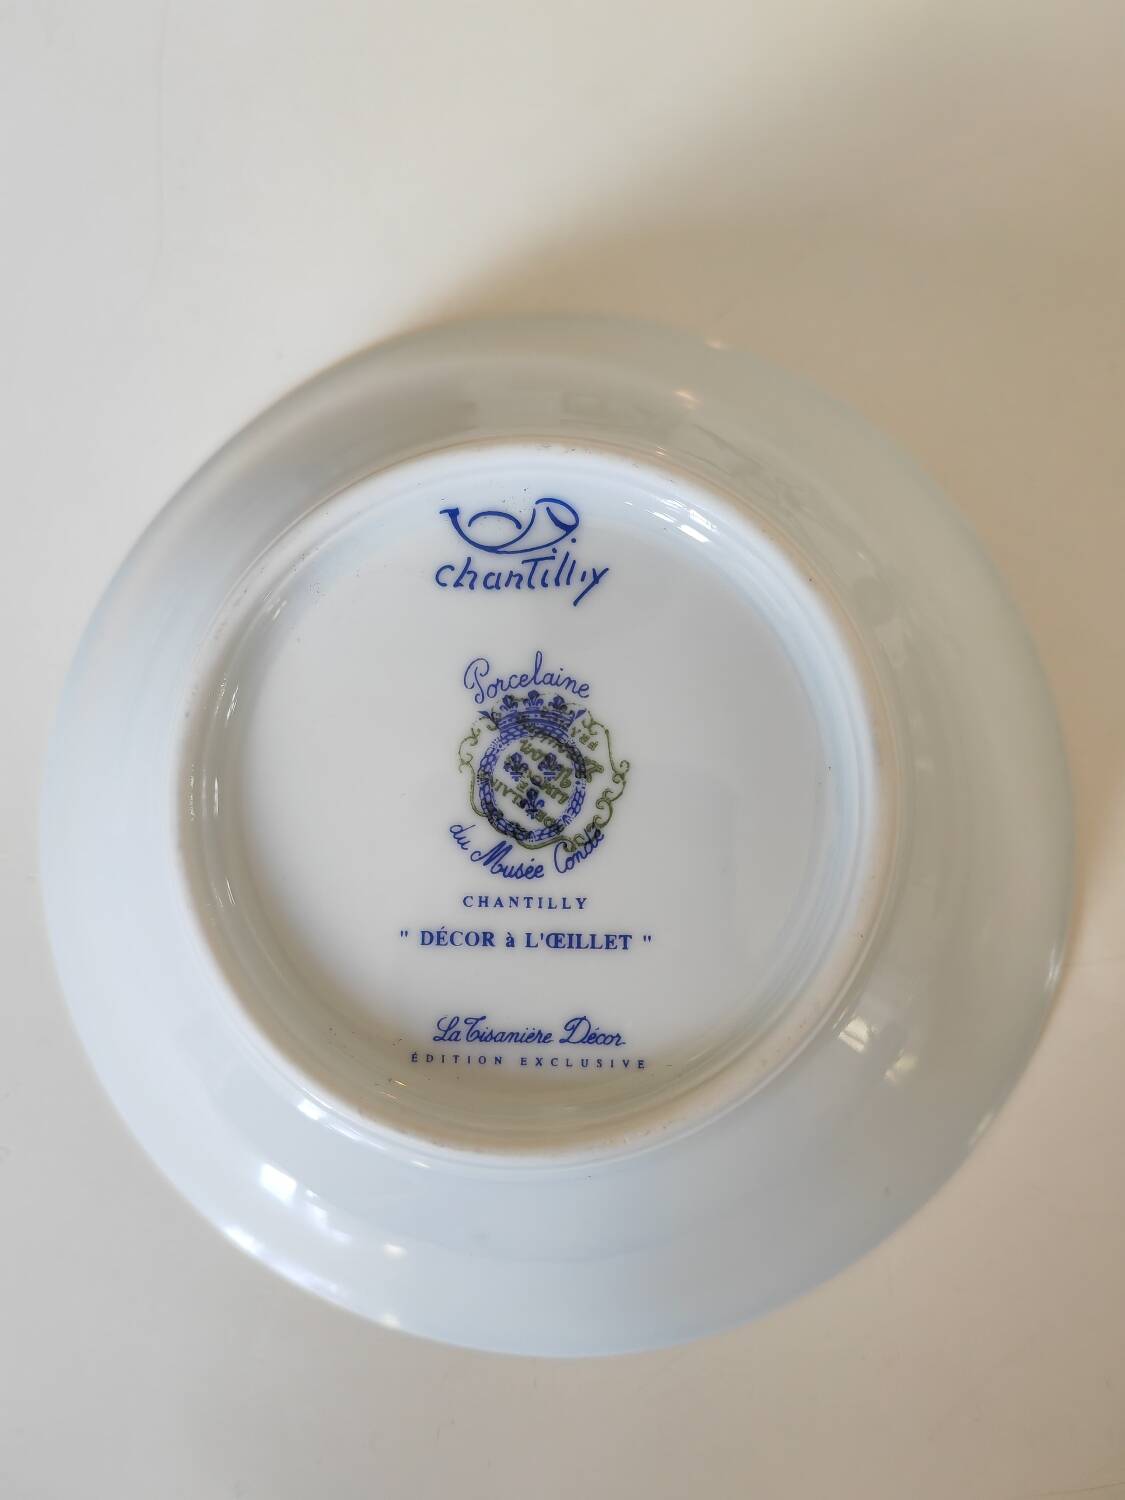 chanTilly
Porcelaine
du Musée Condé
CHANTILLY
" DÉCOR à L'ŒILLET "
La Tisanière Décor
ÉDITION EXCLUSIVE